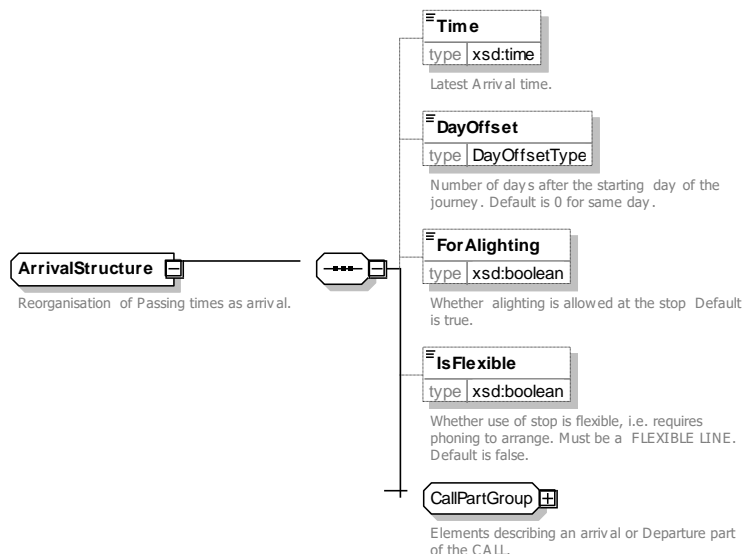 Time
type xsd:time
Latest Arrival time.
DayOffset
type DayOffsetType
Number of days after the starting day of the
journey. Default is 0 for same day.
ForAlighting
type xsd:boolean
Whether alighting is allowed at the stop Default
is true.
ArrivalStructure
Reorganisation of Passing times as arrival.
IsFlexible
type xsd:boolean
Whether use of stop is flexible, i.e. requires
phoning to arrange. Must be a FLEXIBLE LINE.
Default is false.
CallPartGroup
Elements describing an arrival or Departure part
of the CALL.